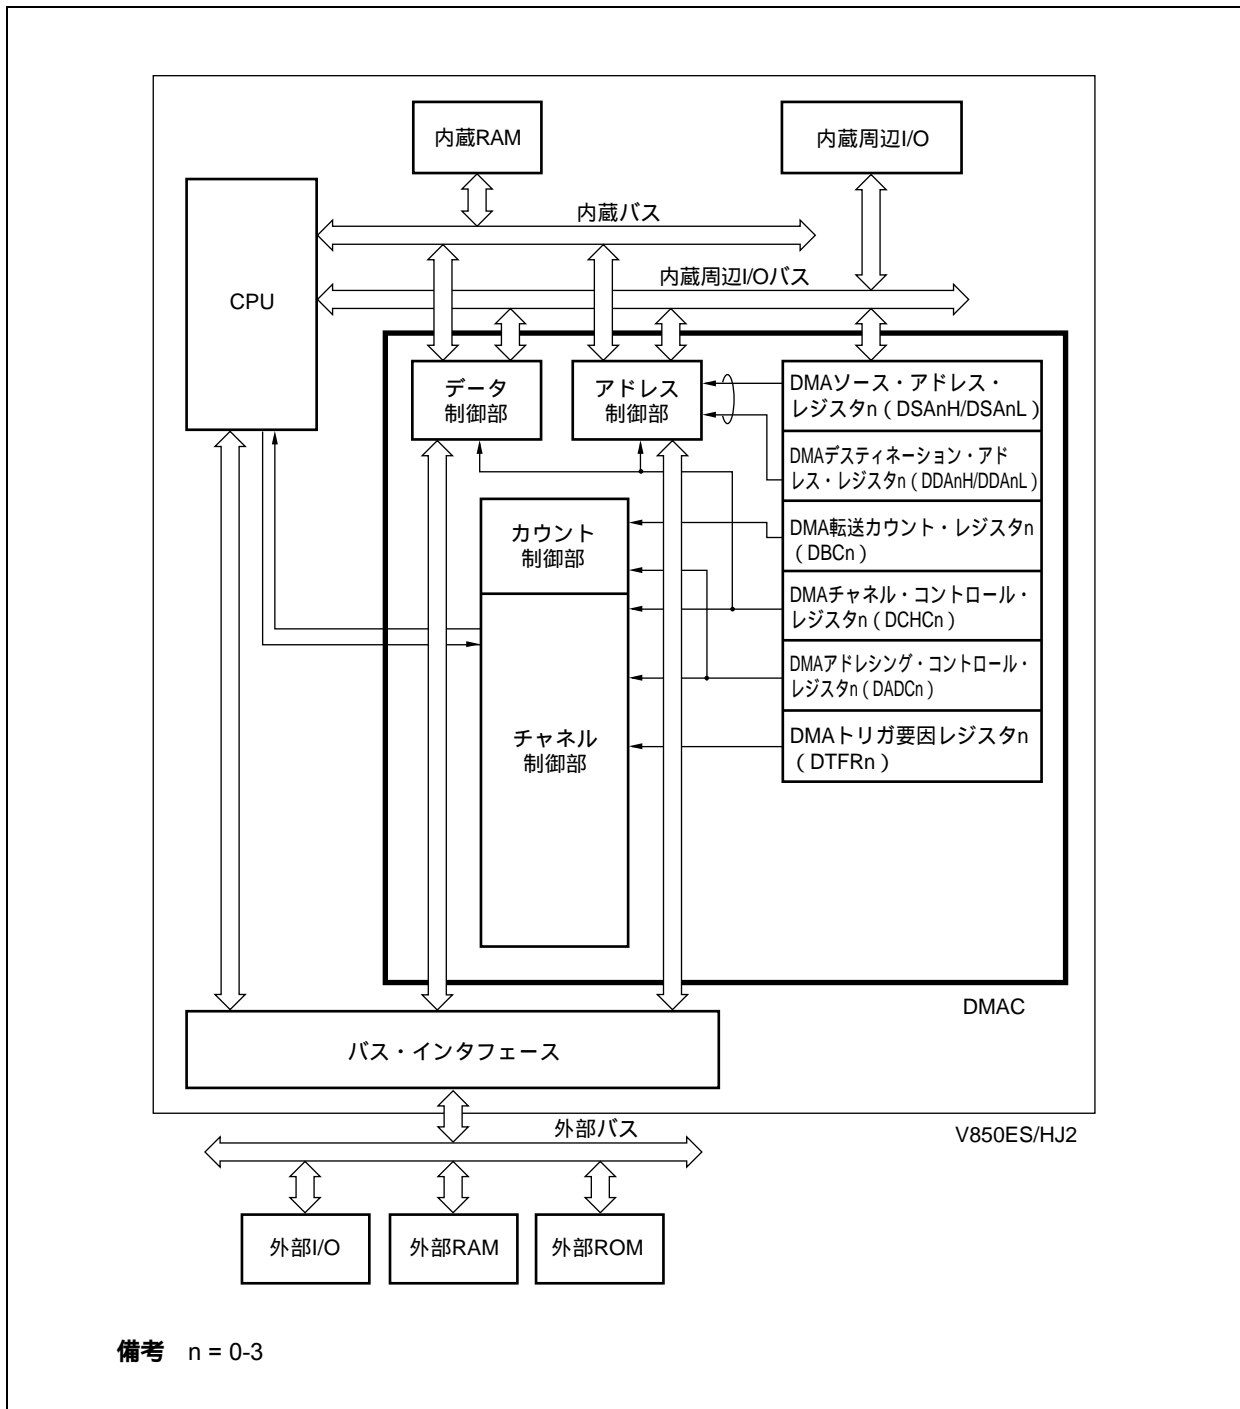 内蔵RAM
内蔵周辺I/O
内蔵バス
内蔵周辺I/Oバス
CPU
データ
制御部
アドレス
制御部
DMAソース・アドレス・
レジスタn（DSAnH/DSAnL）
DMAデスティネーション・アド
レス・レジスタn（DDAnH/DDAnL）
カウント
制御部
DMA転送カウント・レジスタn
（DBCn）
DMAチャネル・コントロール・
レジスタn（DCHCn）
DMAアドレシング・コントロール・
レジスタn（DADCn）
チャネル
制御部
DMAトリガ要因レジスタn
（DTFRn）
DMAC
バス・インタフェース
外部バス
V850ES/HJ2
外部I/O
外部RAM
外部ROM
備考 n = 0-3